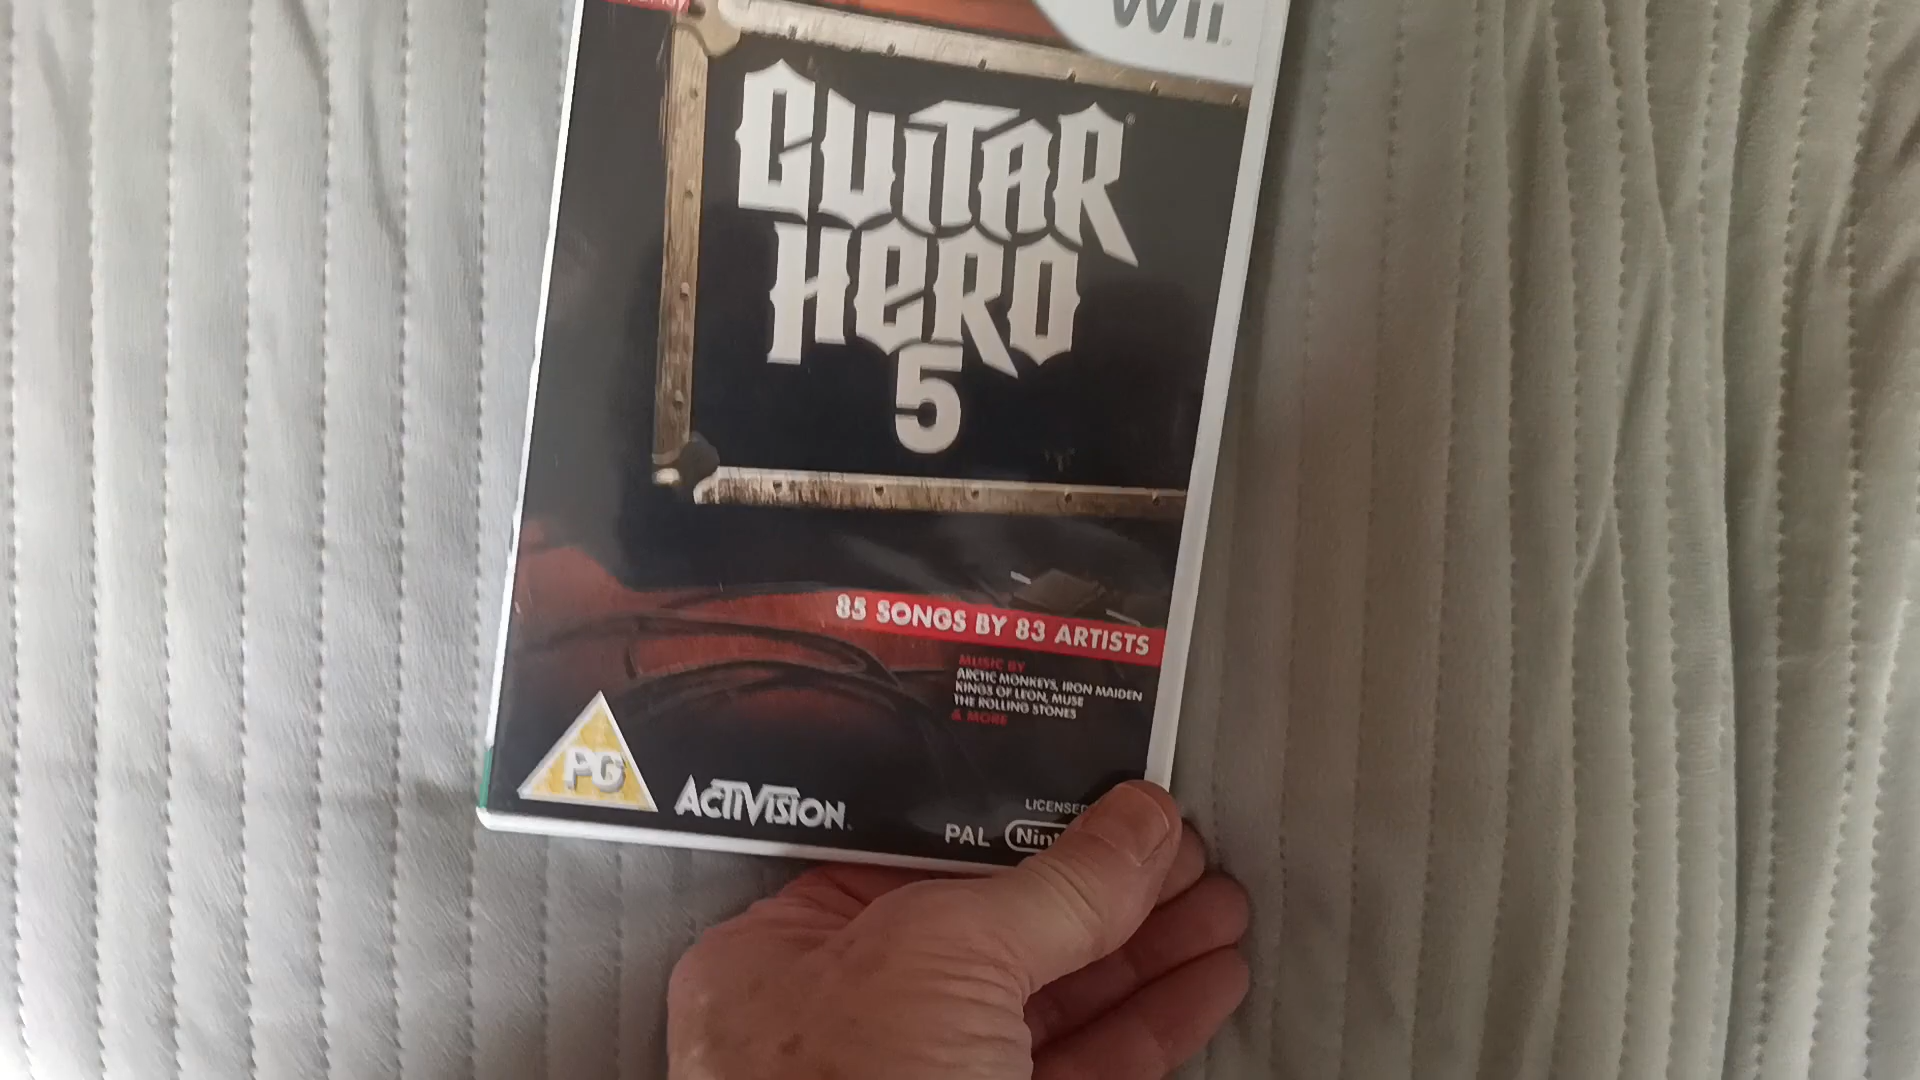 Wii
GUITAR
HERO
5
85 SONGS BY 83 ARTISTS
MUSIC BY
ARCTIC MONKEYS, IRON MAIDEN
KINGS OF LEON, MUSE
THE ROLLING STONES
& MORE
PG
ACTIVISION
LICENSED
PAL